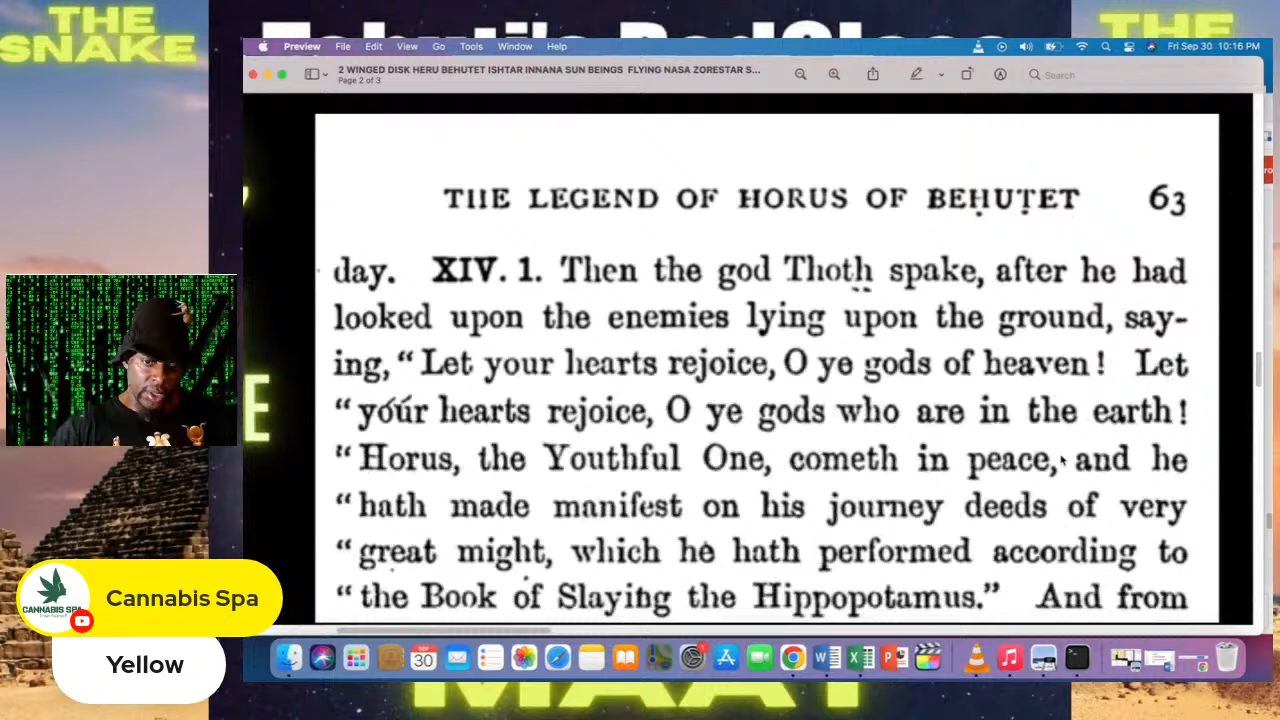 THE
SNAKE
THE
Preview File Edit View Go Tools Window Help
Fri Sep 30 10:16 PM
2 WINGED DISK HERU BEHUTET ISHTAR INNANA SUN BEINGS FLYING NASA ZORESTAR S...
Page 2 of 3
Search
THE LEGEND OF HORUS OF BEḤUṬET 63
day. XIV. 1. Then the god Thoth spake, after he had
looked upon the enemies lying upon the ground, say-
ing, “Let your hearts rejoice, O ye gods of heaven! Let
“your hearts rejoice, O ye gods who are in the earth!
“Horus, the Youthful One, cometh in peace, and he
“hath made manifest on his journey deeds of very
“great might, which he hath performed according to
“the Book of Slaying the Hippopotamus.” And from
E
CANNABIS SPA
Cannabis Spa
Yellow
SEP
30
MAAT